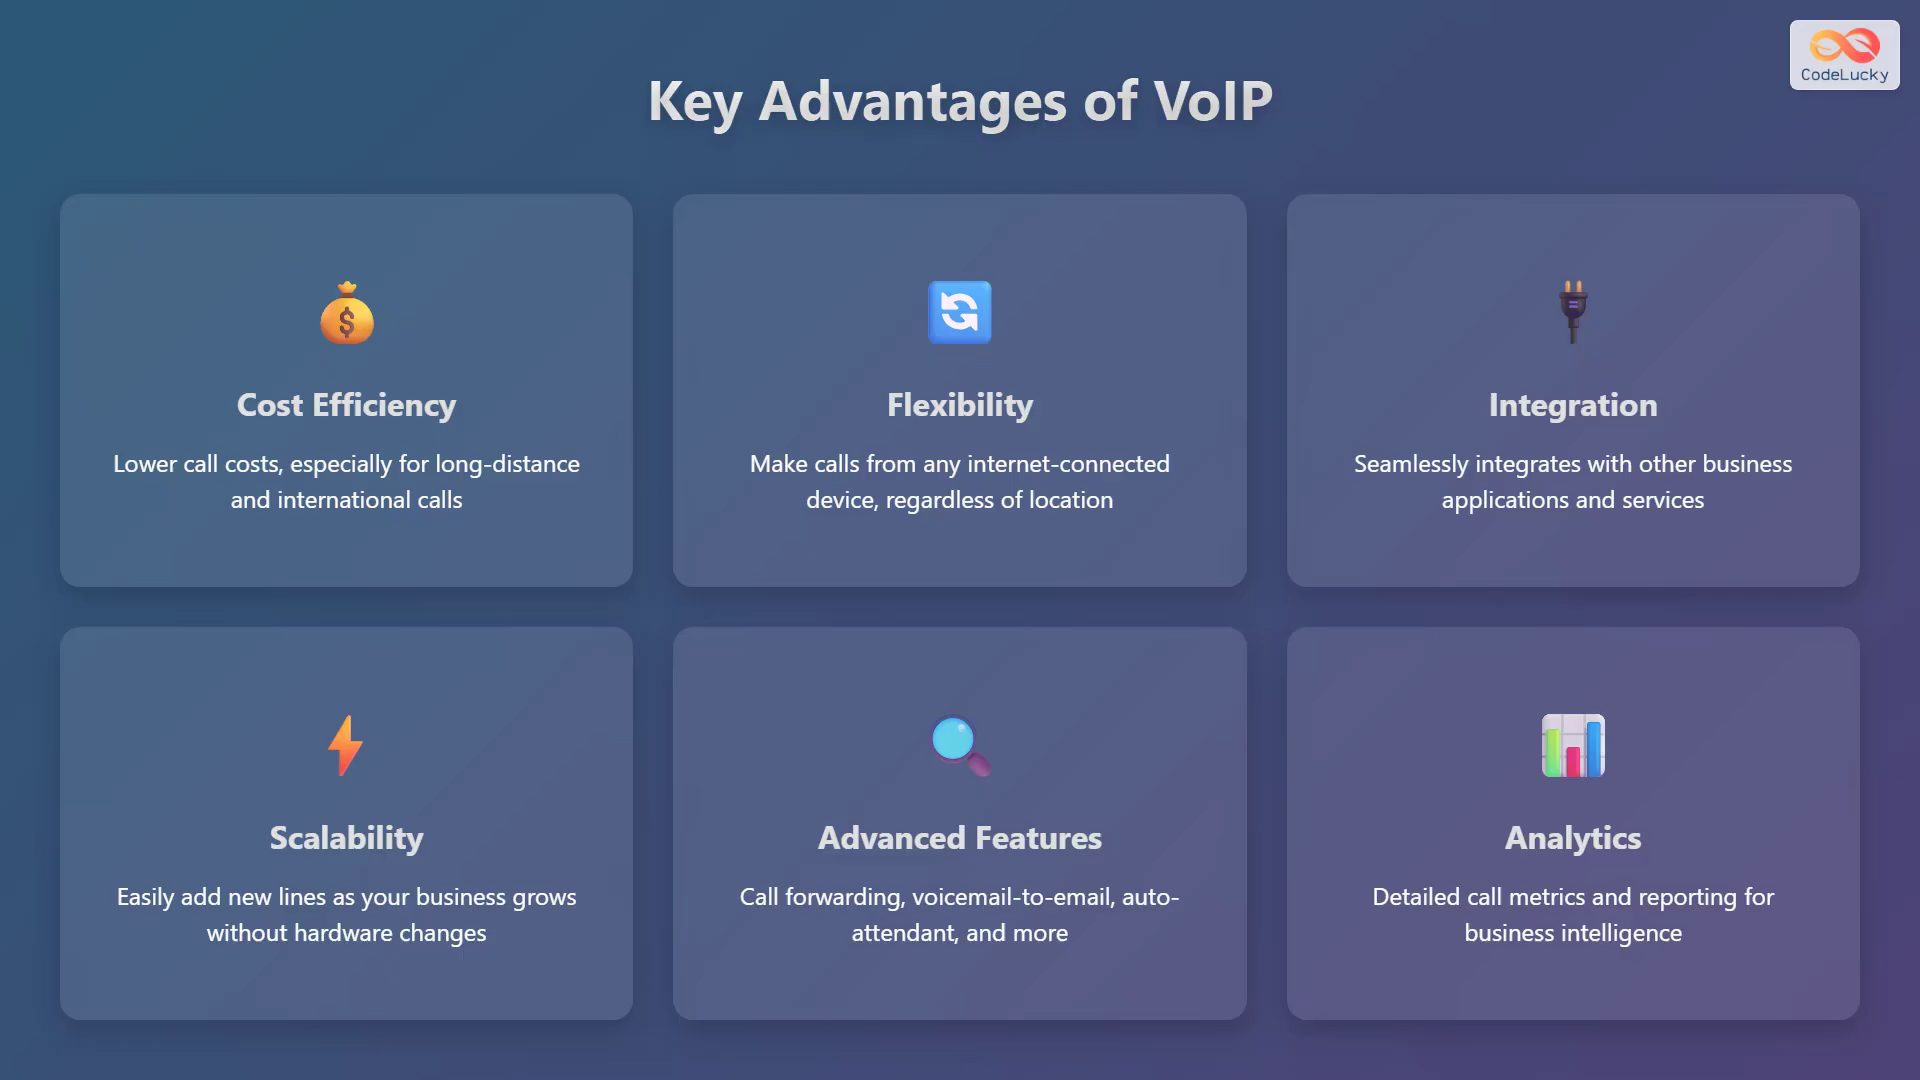 CodeLucky
Key Advantages of VoIP
Cost Efficiency
Lower call costs, especially for long-distance
and international calls
Flexibility
Make calls from any internet-connected
device, regardless of location
Integration
Seamlessly integrates with other business
applications and services
Scalability
Easily add new lines as your business grows
without hardware changes
Advanced Features
Call forwarding, voicemail-to-email, auto-
attendant, and more
Analytics
Detailed call metrics and reporting for
business intelligence